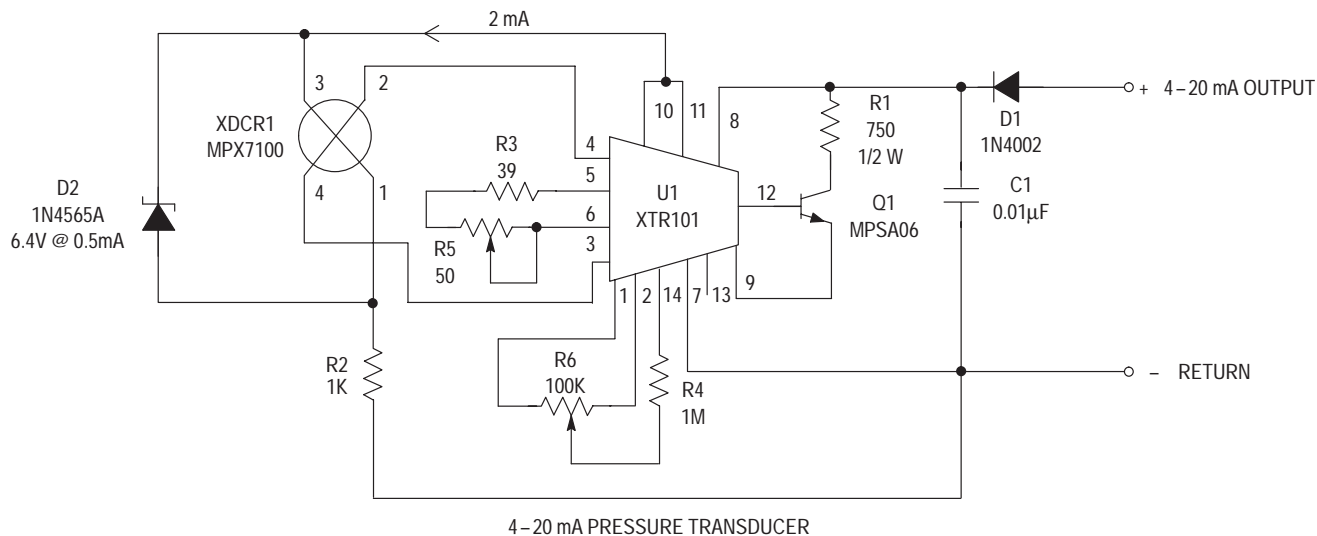 2 mA
3
2
XDCR1
MPX7100
4
1
D2
1N4565A
6.4V @ 0.5mA
R2
1K
R3
39
R5
50
4
5
6
3
U1
XTR101
10
11
8
12
9
1
2
14
7
13
R6
100K
R4
1M
R1
750
1/2 W
Q1
MPSA06
D1
1N4002
C1
0.01µF
+ 4–20 mA OUTPUT
– RETURN
4–20 mA PRESSURE TRANSDUCER